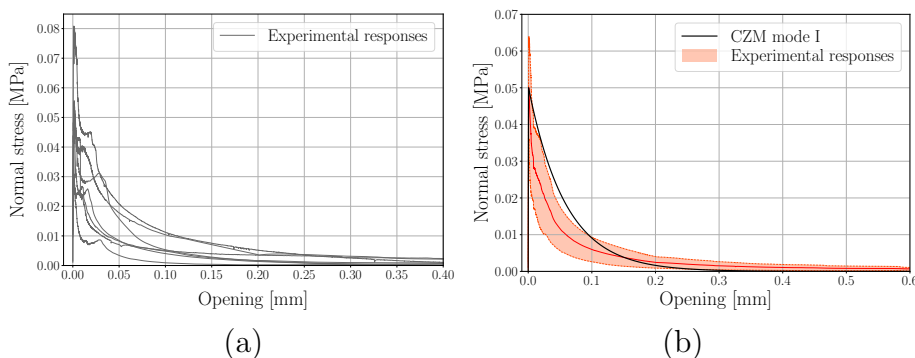 0.08
0.07
0.06
0.05
0.04
0.03
0.02
0.01
0.00
Normal stress [MPa]
Experimental responses
0.00 0.05 0.10 0.15 0.20 0.25 0.30 0.35 0.40
Opening [mm]
(a)
0.07
0.06
0.05
0.04
0.03
0.02
0.01
0.00
Normal stress [MPa]
CZM mode I
Experimental responses
0.0 0.1 0.2 0.3 0.4 0.5 0.6
Opening [mm]
(b)